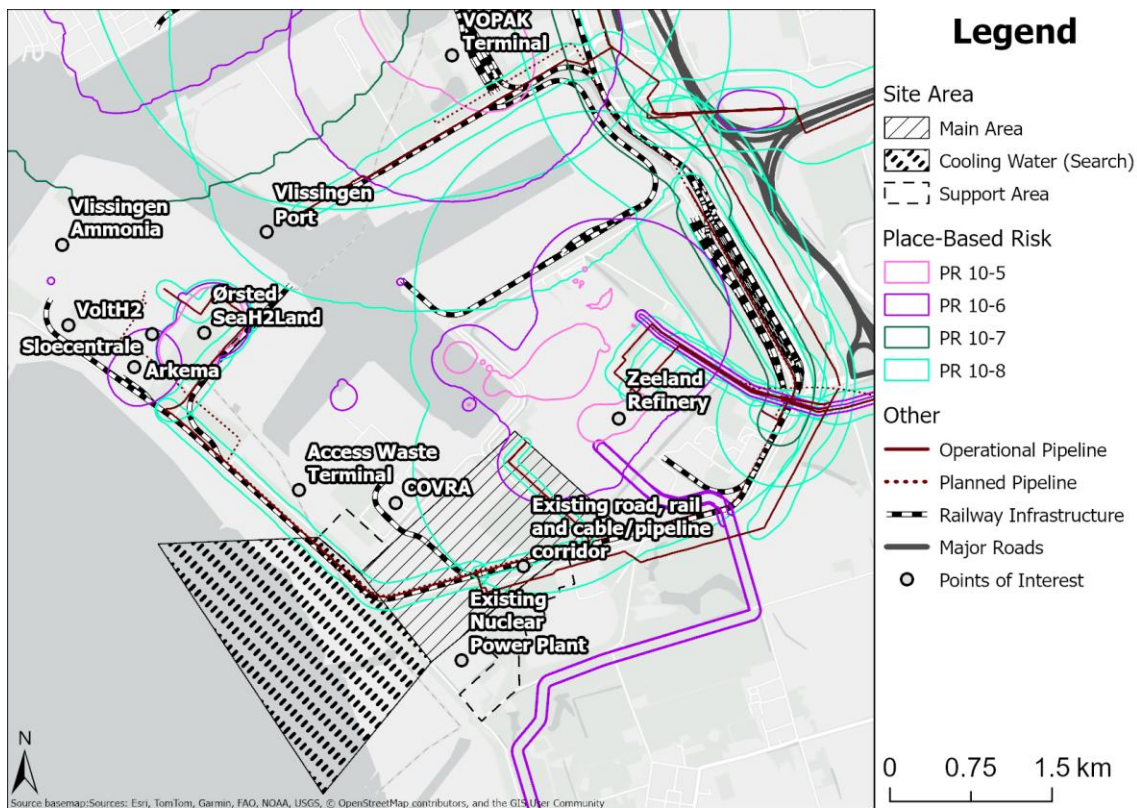 VOPAK
Terminal
Vlissingen
Ammonia
Vlissingen
Port
VoltH2
Ørsted
SeaH2Land
Sloecentrale
Arkema
Zeeland
Refinery
Access Waste
Terminal
COVRA
Existing road, rail
and cable/pipeline
corridor
Existing
Nuclear
Power Plant
N
Source basemap:Sources: Esri, TomTom, Garmin, FAO, NOAA, USGS, © OpenStreetMap contributors, and the GIS User Community
Legend
Site Area
Main Area
Cooling Water (Search)
Support Area
Place-Based Risk
PR 10-5
PR 10-6
PR 10-7
PR 10-8
Other
Operational Pipeline
Planned Pipeline
Railway Infrastructure
Major Roads
Points of Interest
0 0.75 1.5 km